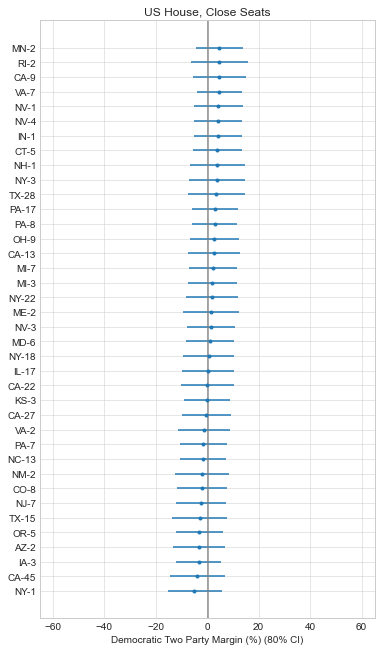 US House, Close Seats
MN-2
RI-2
CA-9
VA-7
NV-1
NV-4
IN-1
CT-5
NH-1
NY-3
TX-28
PA-17
PA-8
OH-9
CA-13
MI-7
MI-3
NY-22
ME-2
NV-3
MD-6
NY-18
IL-17
CA-22
KS-3
CA-27
VA-2
PA-7
NC-13
NM-2
CO-8
NJ-7
TX-15
OR-5
AZ-2
IA-3
CA-45
NY-1
−60 −40 −20 0 20 40 60
Democratic Two Party Margin (%) (80% CI)